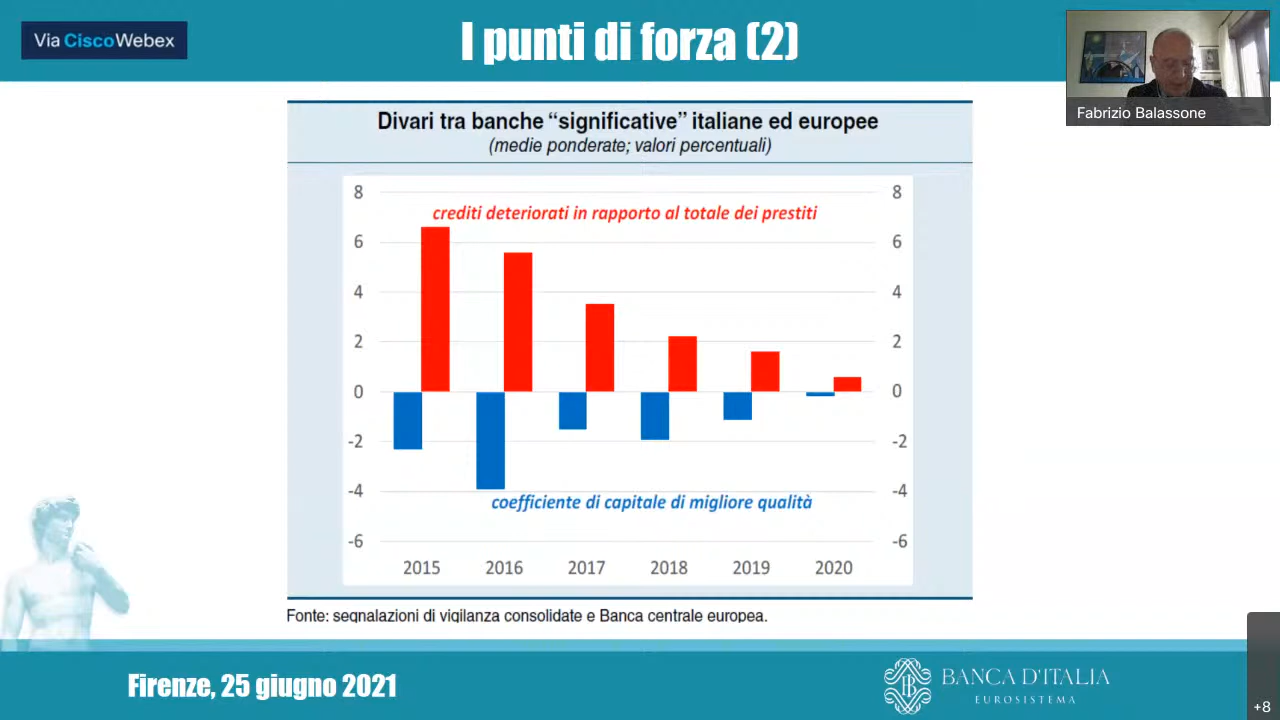 Via CiscoWebex
I punti di forza (2)
Fabrizio Balassone
Divari tra banche “significative” italiane ed europee
(medie ponderate; valori percentuali)
8 8
crediti deteriorati in rapporto al totale dei prestiti
6 6
4 4
2 2
0 0
-2 -2
-4 -4
coefficiente di capitale di migliore qualità
-6 -6
2015 2016 2017 2018 2019 2020
Fonte: segnalazioni di vigilanza consolidate e Banca centrale europea.
Firenze, 25 giugno 2021
BANCA D'ITALIA
EUROSISTEMA
+8